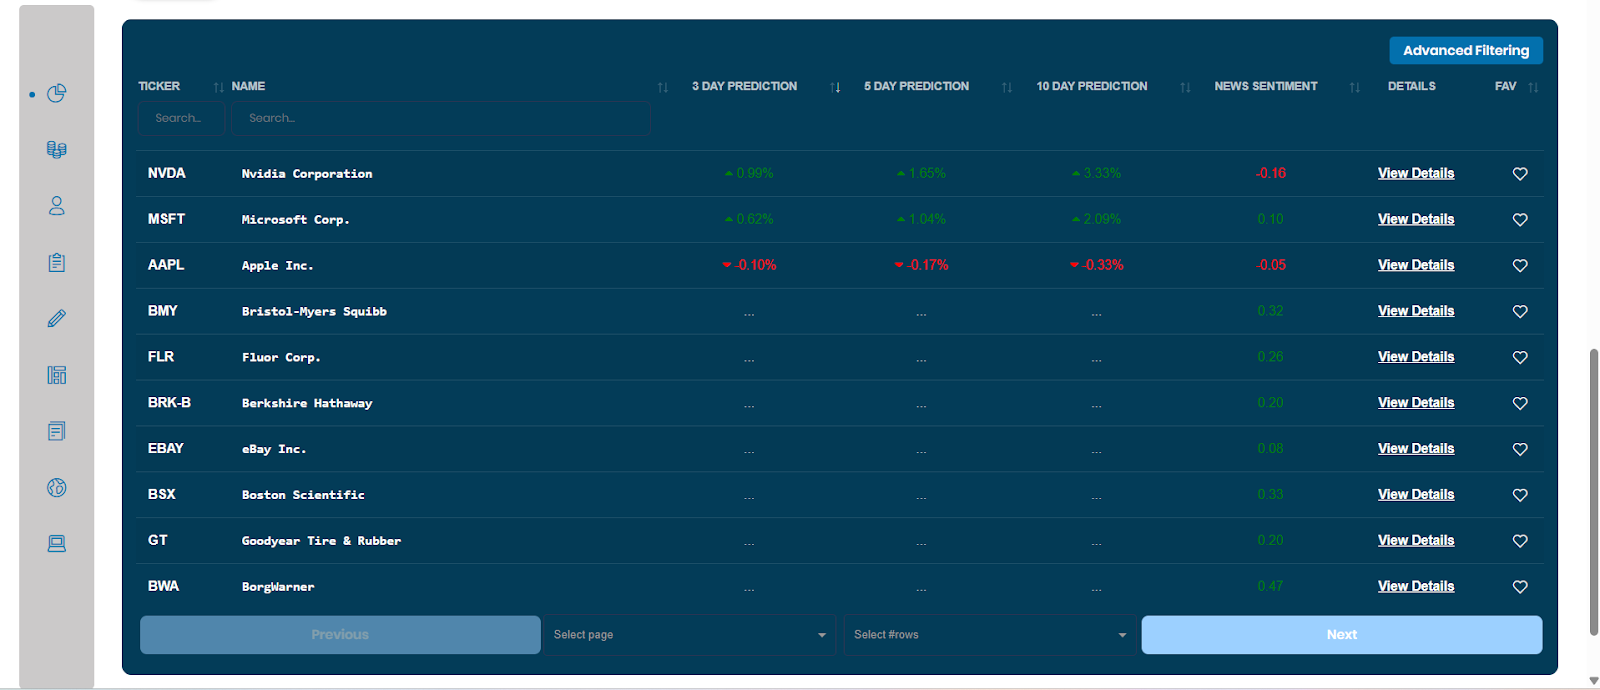 Advanced Filtering
TICKER NAME 3 DAY PREDICTION 5 DAY PREDICTION 10 DAY PREDICTION NEWS SENTIMENT DETAILS FAV
Search... Search...
NVDA Nvidia Corporation 0.99% 1.65% 3.33% -0.16 View Details
MSFT Microsoft Corp. 0.62% 1.04% 2.09% 0.10 View Details
AAPL Apple Inc. -0.10% -0.17% -0.33% -0.05 View Details
BMY Bristol-Myers Squibb ... ... ... 0.32 View Details
FLR Fluor Corp. ... ... ... 0.26 View Details
BRK-B Berkshire Hathaway ... ... ... 0.20 View Details
EBAY eBay Inc. ... ... ... 0.08 View Details
BSX Boston Scientific ... ... ... 0.33 View Details
GT Goodyear Tire & Rubber ... ... ... 0.20 View Details
BWA BorgWarner ... ... ... 0.47 View Details
Previous Select page Select #rows Next